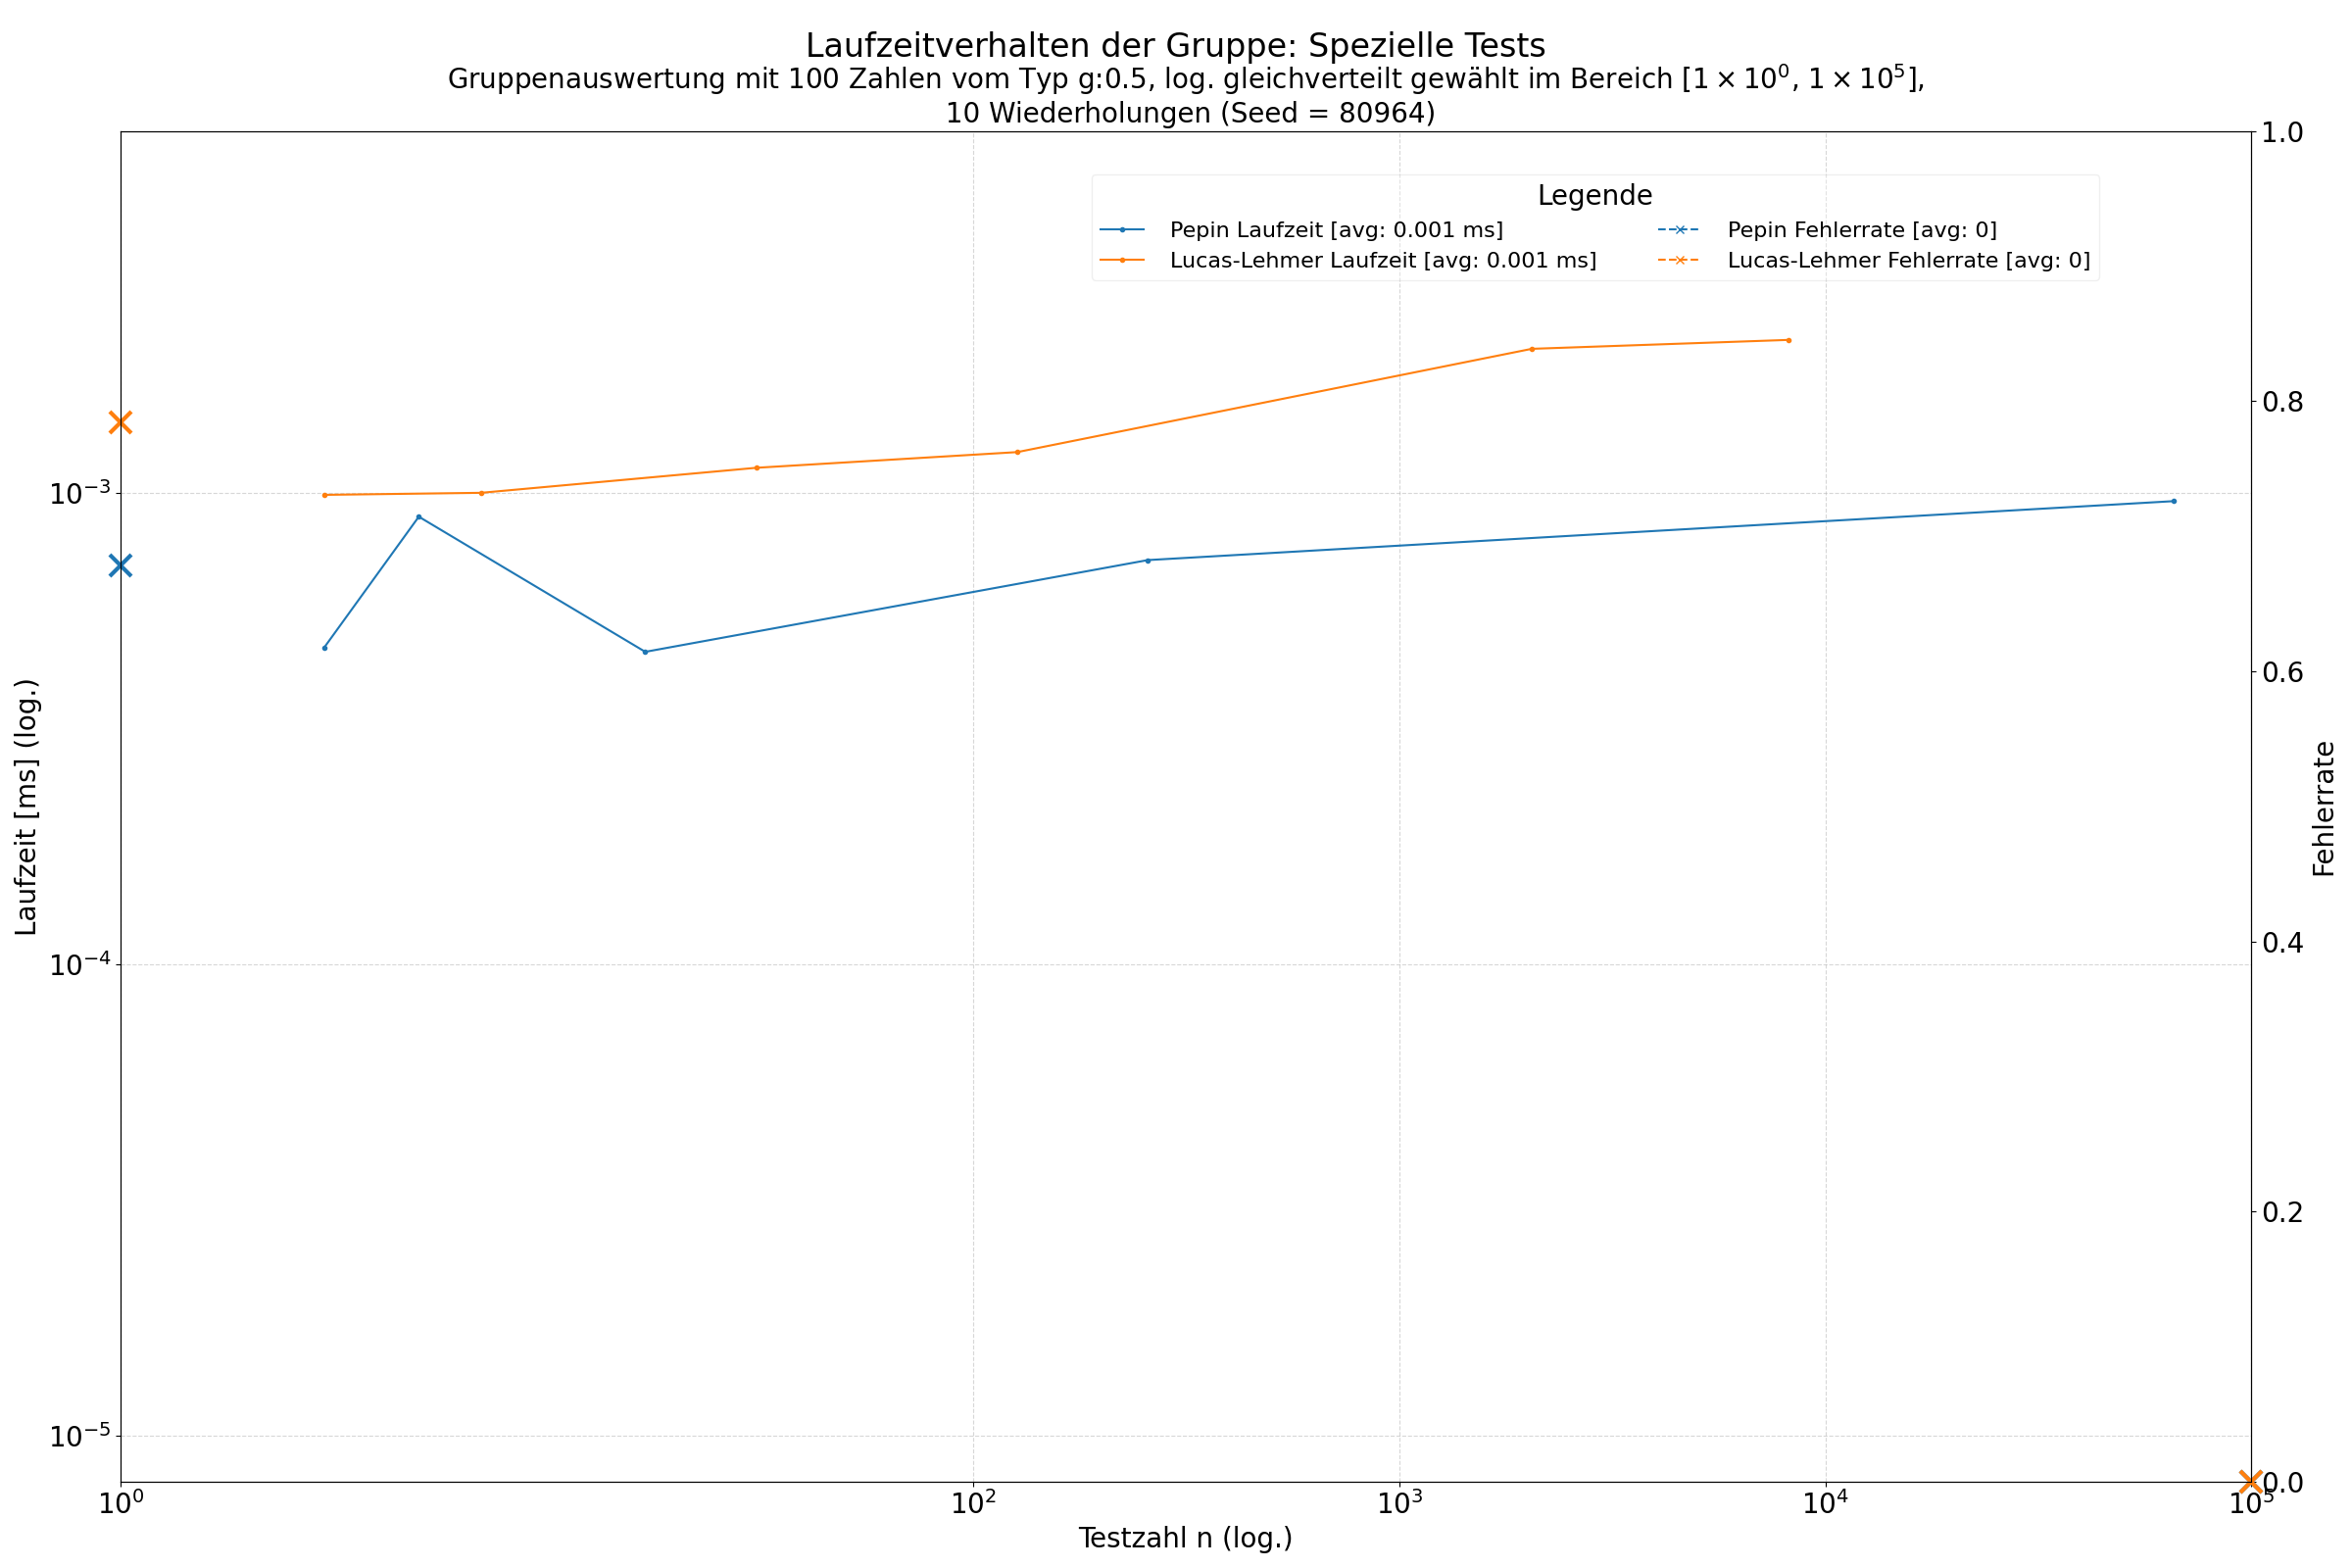 Laufzeitverhalten der Gruppe: Spezielle Tests
Gruppenauswertung mit 100 Zahlen vom Typ g:0.5, log. gleichverteilt gewählt im Bereich [1 × 10⁰, 1 × 10⁵],
10 Wiederholungen (Seed = 80964)
Legende
Pepin Laufzeit [avg: 0.001 ms]
Lucas-Lehmer Laufzeit [avg: 0.001 ms]
Pepin Fehlerrate [avg: 0]
Lucas-Lehmer Fehlerrate [avg: 0]
Laufzeit [ms] (log.)
10⁻³
10⁻⁴
10⁻⁵
1.0
0.8
0.6
0.4
0.2
0.0
Fehlerrate
10⁰ 10² 10³ 10⁴ 10⁵
Testzahl n (log.)